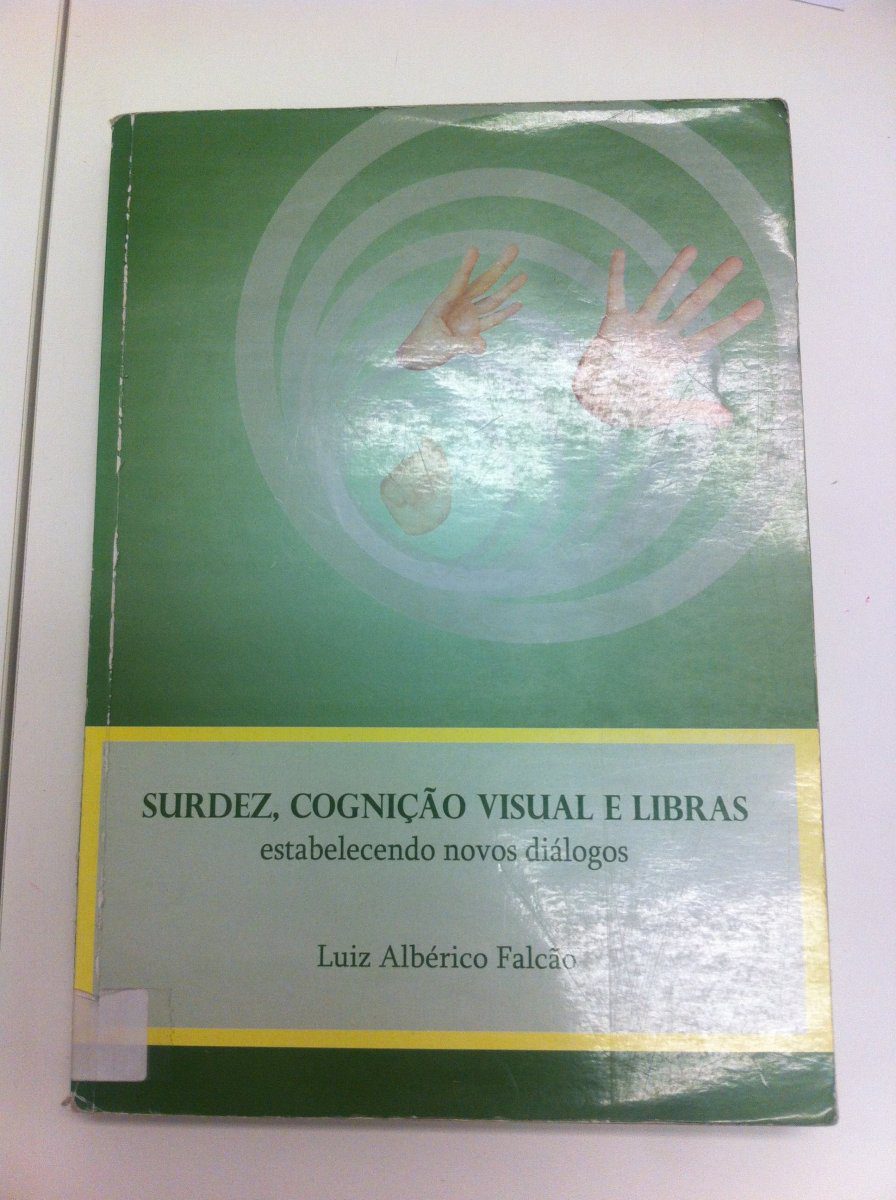 SURDEZ, COGNIÇÃO VISUAL E LIBRAS
estabelecendo novos diálogos
Luiz Albérico Falcão